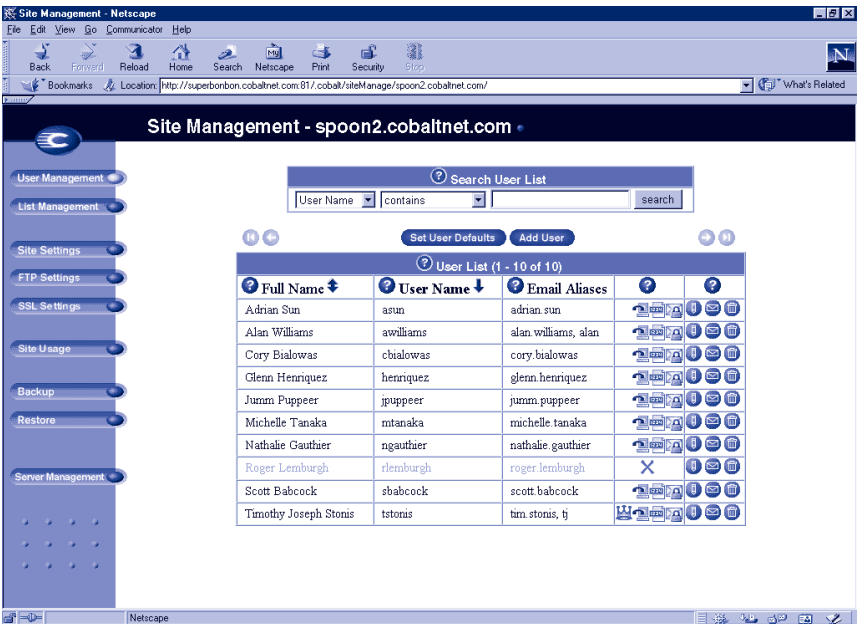 Site Management - Netscape
File Edit View Go Communicator Help
Back Forward Reload Home Search Netscape Print Security Stop
Bookmarks Location: http://superbonbon.cobaltnet.com:81/.cobalt/siteManage/spoon2.cobaltnet.com/ What's Related
Site Management - spoon2.cobaltnet.com
User Management
List Management
Site Settings
FTP Settings
SSL Settings
Site Usage
Backup
Restore
Server Management
Search User List
User Name contains search
Set User Defaults Add User
User List (1 - 10 of 10)
Full Name User Name Email Aliases
Adrian Sun asun adrian.sun
Alan Williams awilliams alan.williams, alan
Cory Bialowas cbialowas cory.bialowas
Glenn Henriquez henriquez glenn.henriquez
Jumm Puppeer jpuppeer jumm.puppeer
Michelle Tanaka mtanaka michelle.tanaka
Nathalie Gauthier ngauthier nathalie.gauthier
Roger Lemburgh rlemburgh roger.lemburgh
Scott Babcock sbabcock scott.babcock
Timothy Joseph Stonis tstonis tim.stonis, tj
Netscape